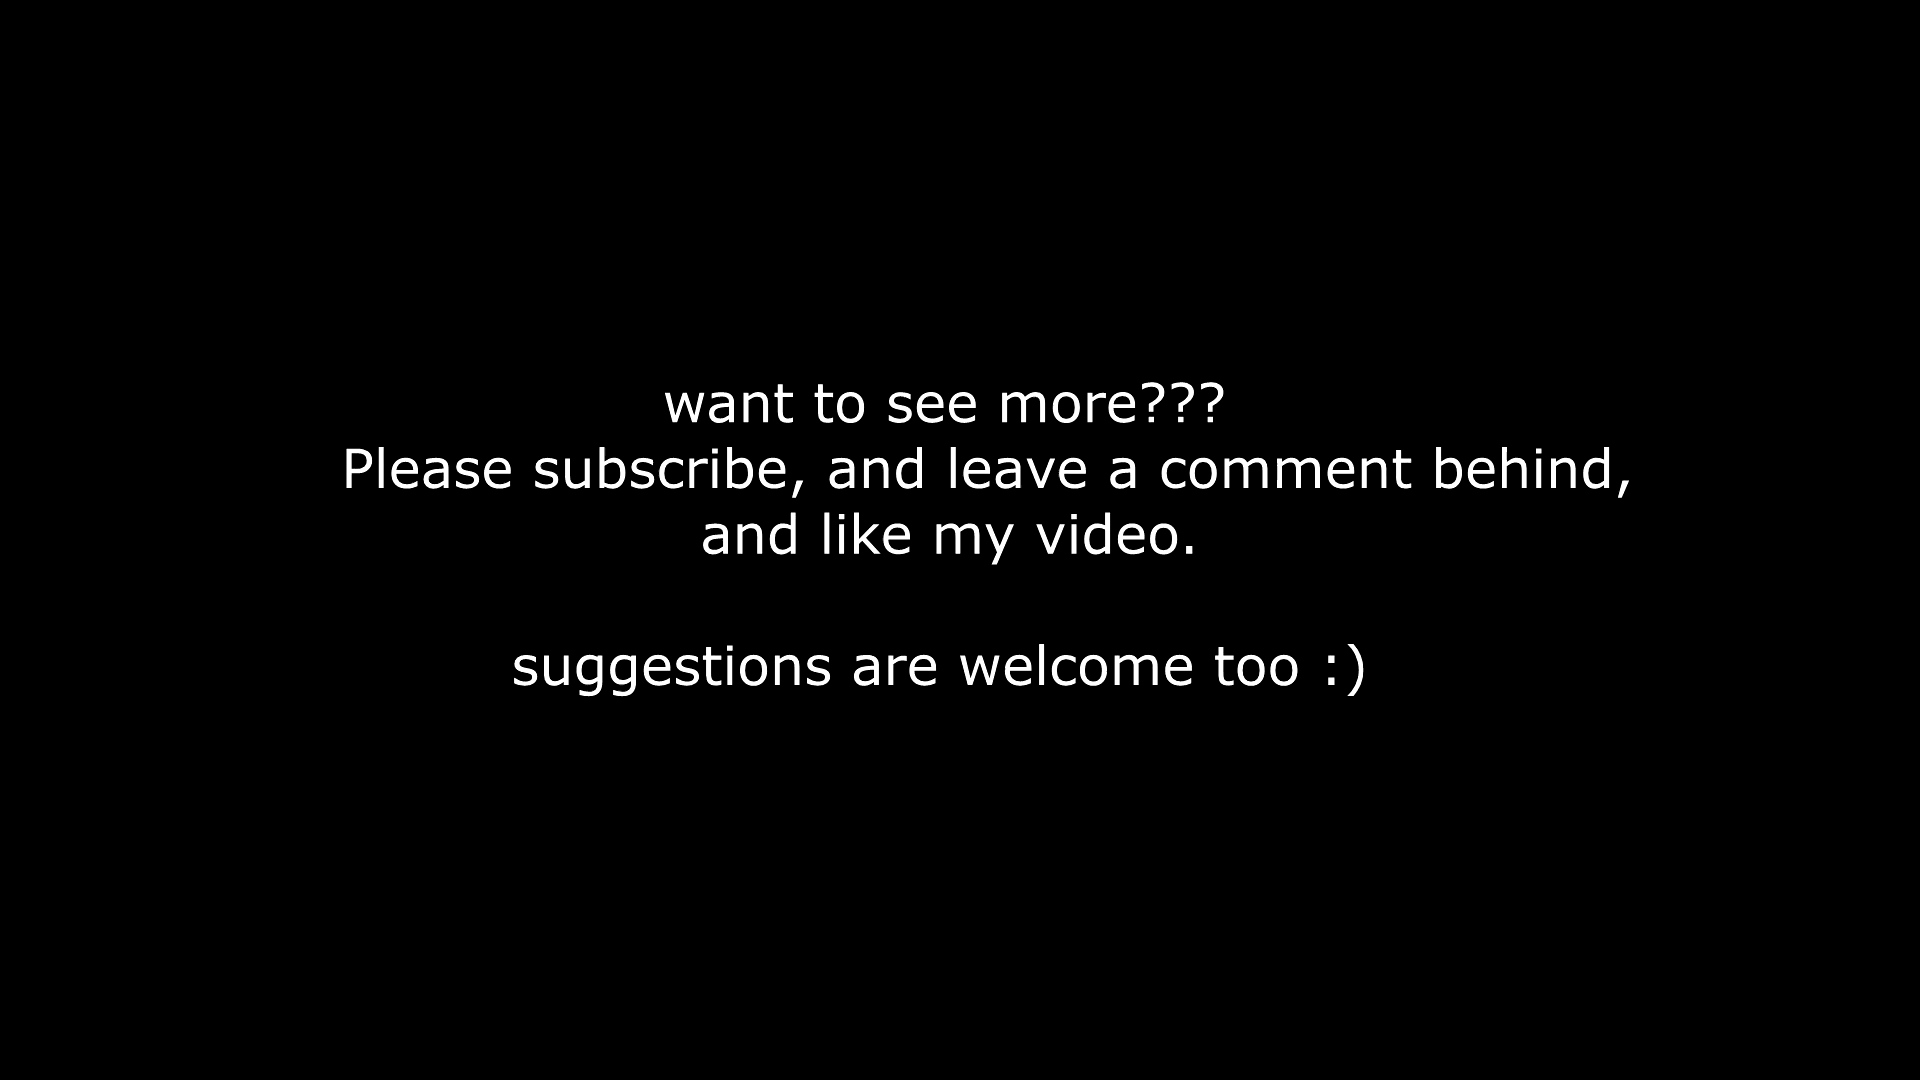 want to see more???
Please subscribe, and leave a comment behind,
and like my video.
suggestions are welcome too :)